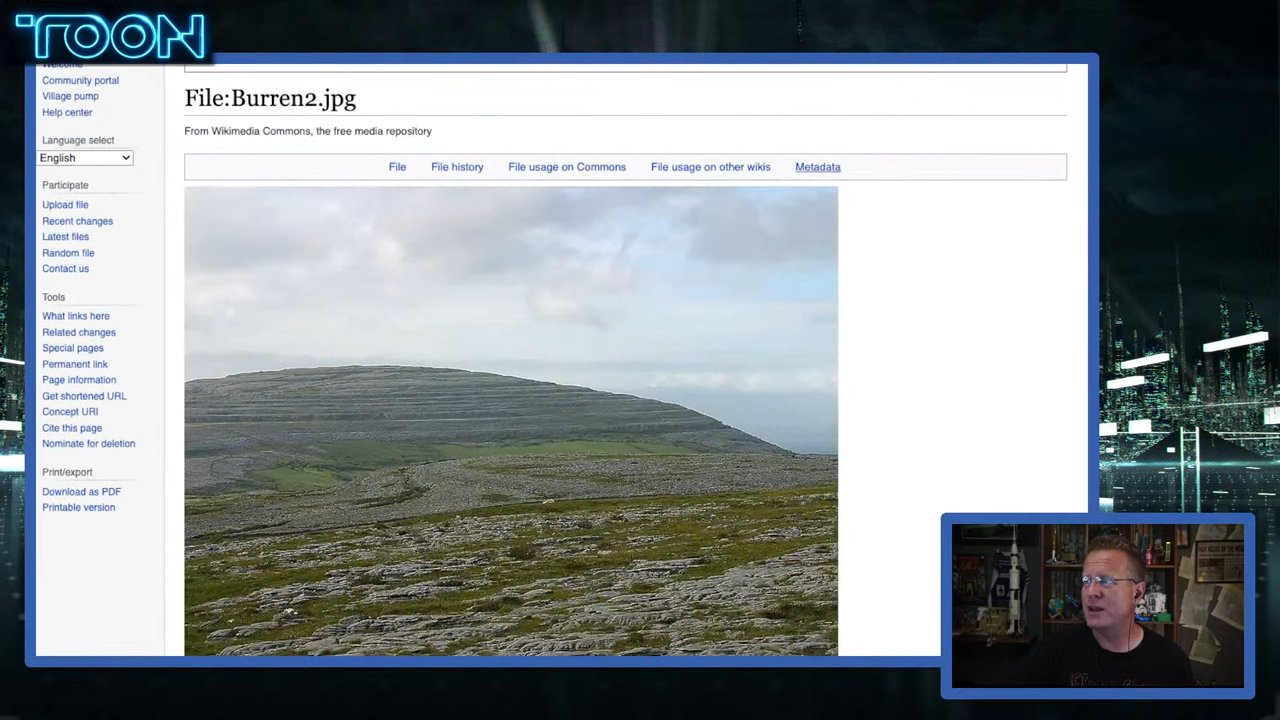 TOON
Welcome
Community portal
Village pump
Help center
Language select
English
Participate
Upload file
Recent changes
Latest files
Random file
Contact us
Tools
What links here
Related changes
Special pages
Permanent link
Page information
Get shortened URL
Concept URI
Cite this page
Nominate for deletion
Print/export
Download as PDF
Printable version
File:Burren2.jpg
From Wikimedia Commons, the free media repository
File File history File usage on Commons File usage on other wikis Metadata